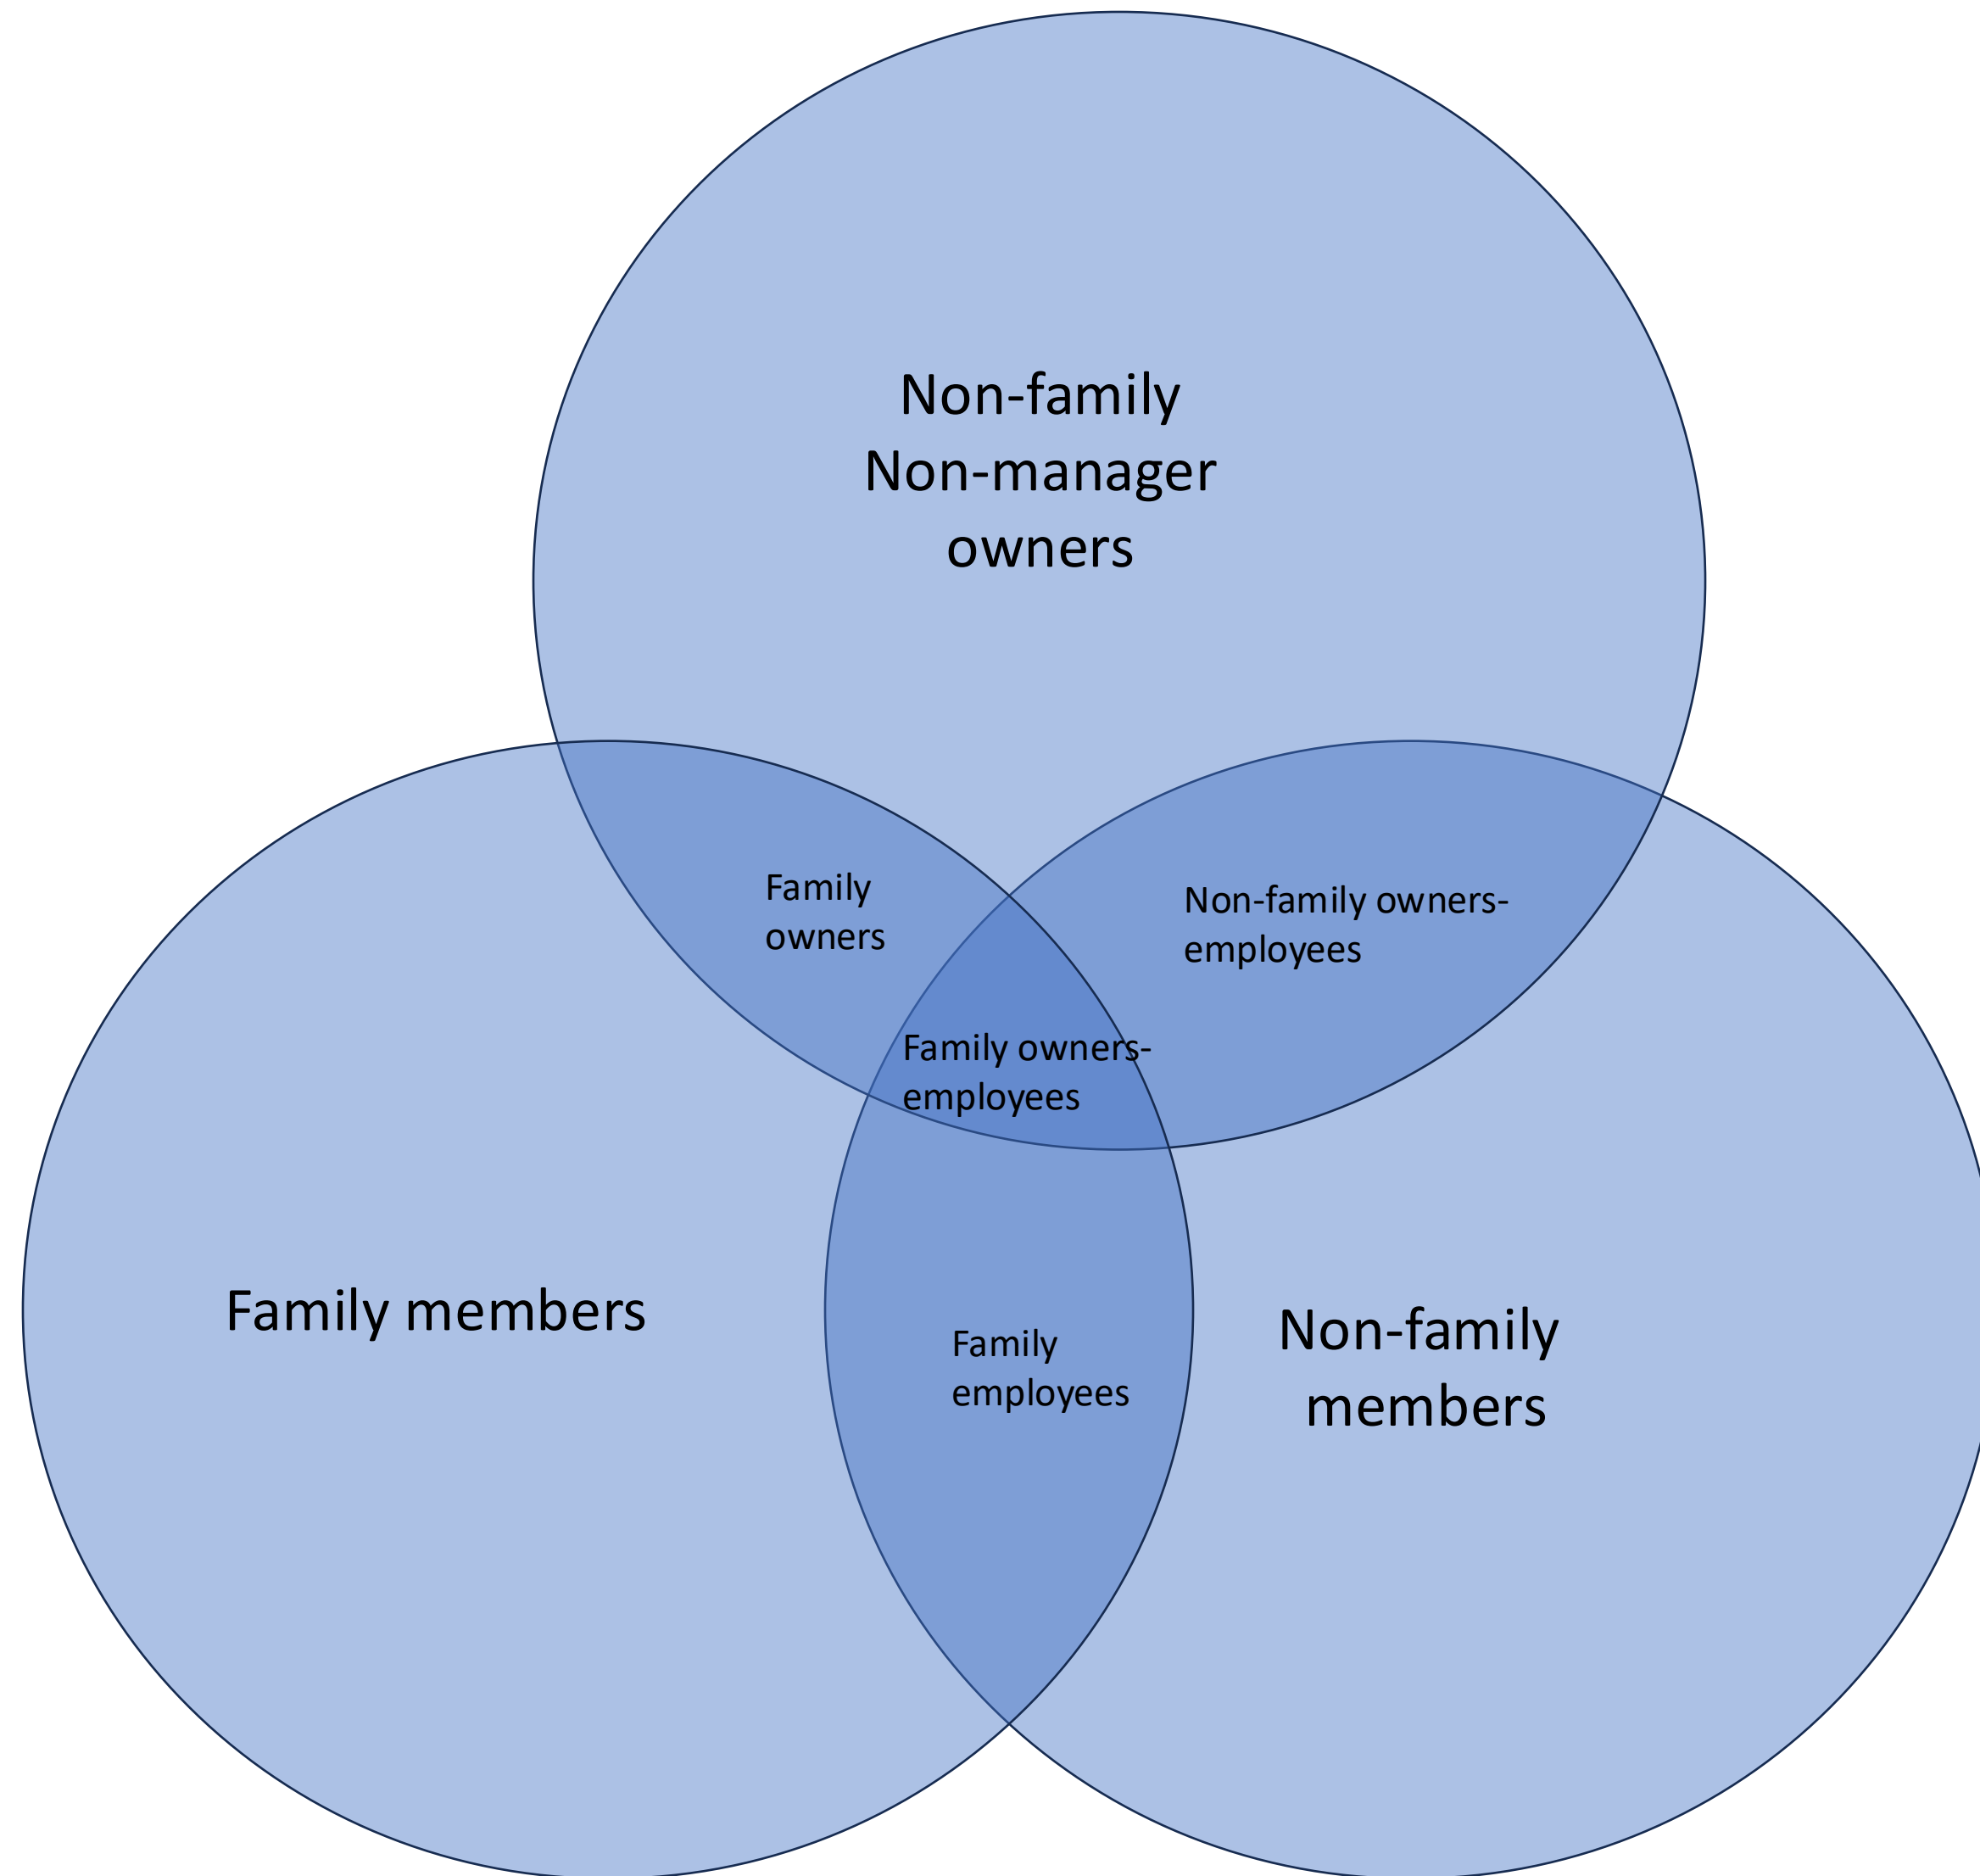 Non-family
Non-manager
owners
Family
owners
Non-family owners-
employees
Family owners-
employees
Family members
Non-family
members
Family
employees